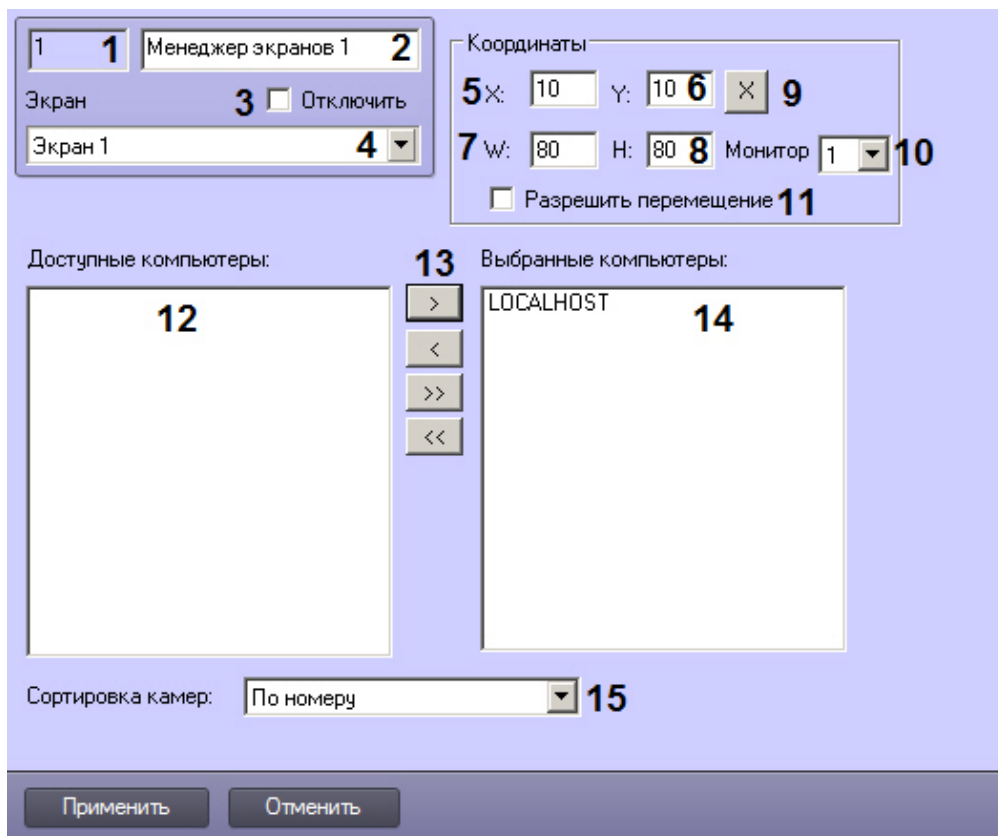 1 1 Менеджер экранов 1 2
Экран 3 Отключить
Экран 1 4
Координаты
5 X: 10 Y: 10 6 X 9
7 W: 80 H: 80 8 Монитор 1 10
Разрешить перемещение 11
Доступные компьютеры: 13 Выбранные компьютеры:
12 > LOCALHOST 14
<
>>
<<
Сортировка камер: По номеру 15
Применить Отменить